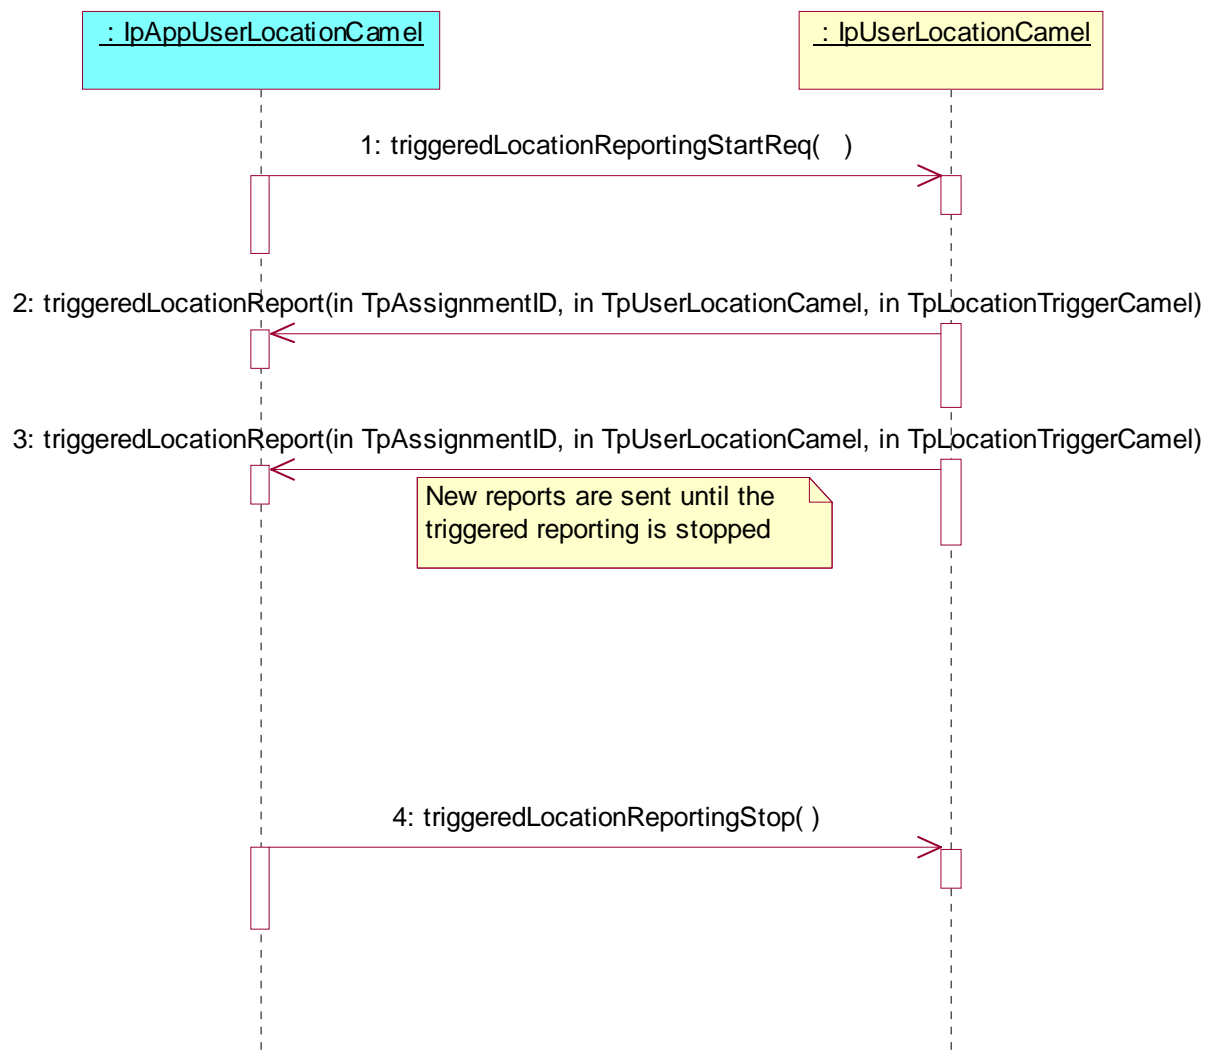 : IpAppUserLocationCamel
: IpUserLocationCamel
1: triggeredLocationReportingStartReq(   )
2: triggeredLocationReport(in TpAssignmentID, in TpUserLocationCamel, in TpLocationTriggerCamel)
3: triggeredLocationReport(in TpAssignmentID, in TpUserLocationCamel, in TpLocationTriggerCamel)
New reports are sent until the
triggered reporting is stopped
4: triggeredLocationReportingStop( )